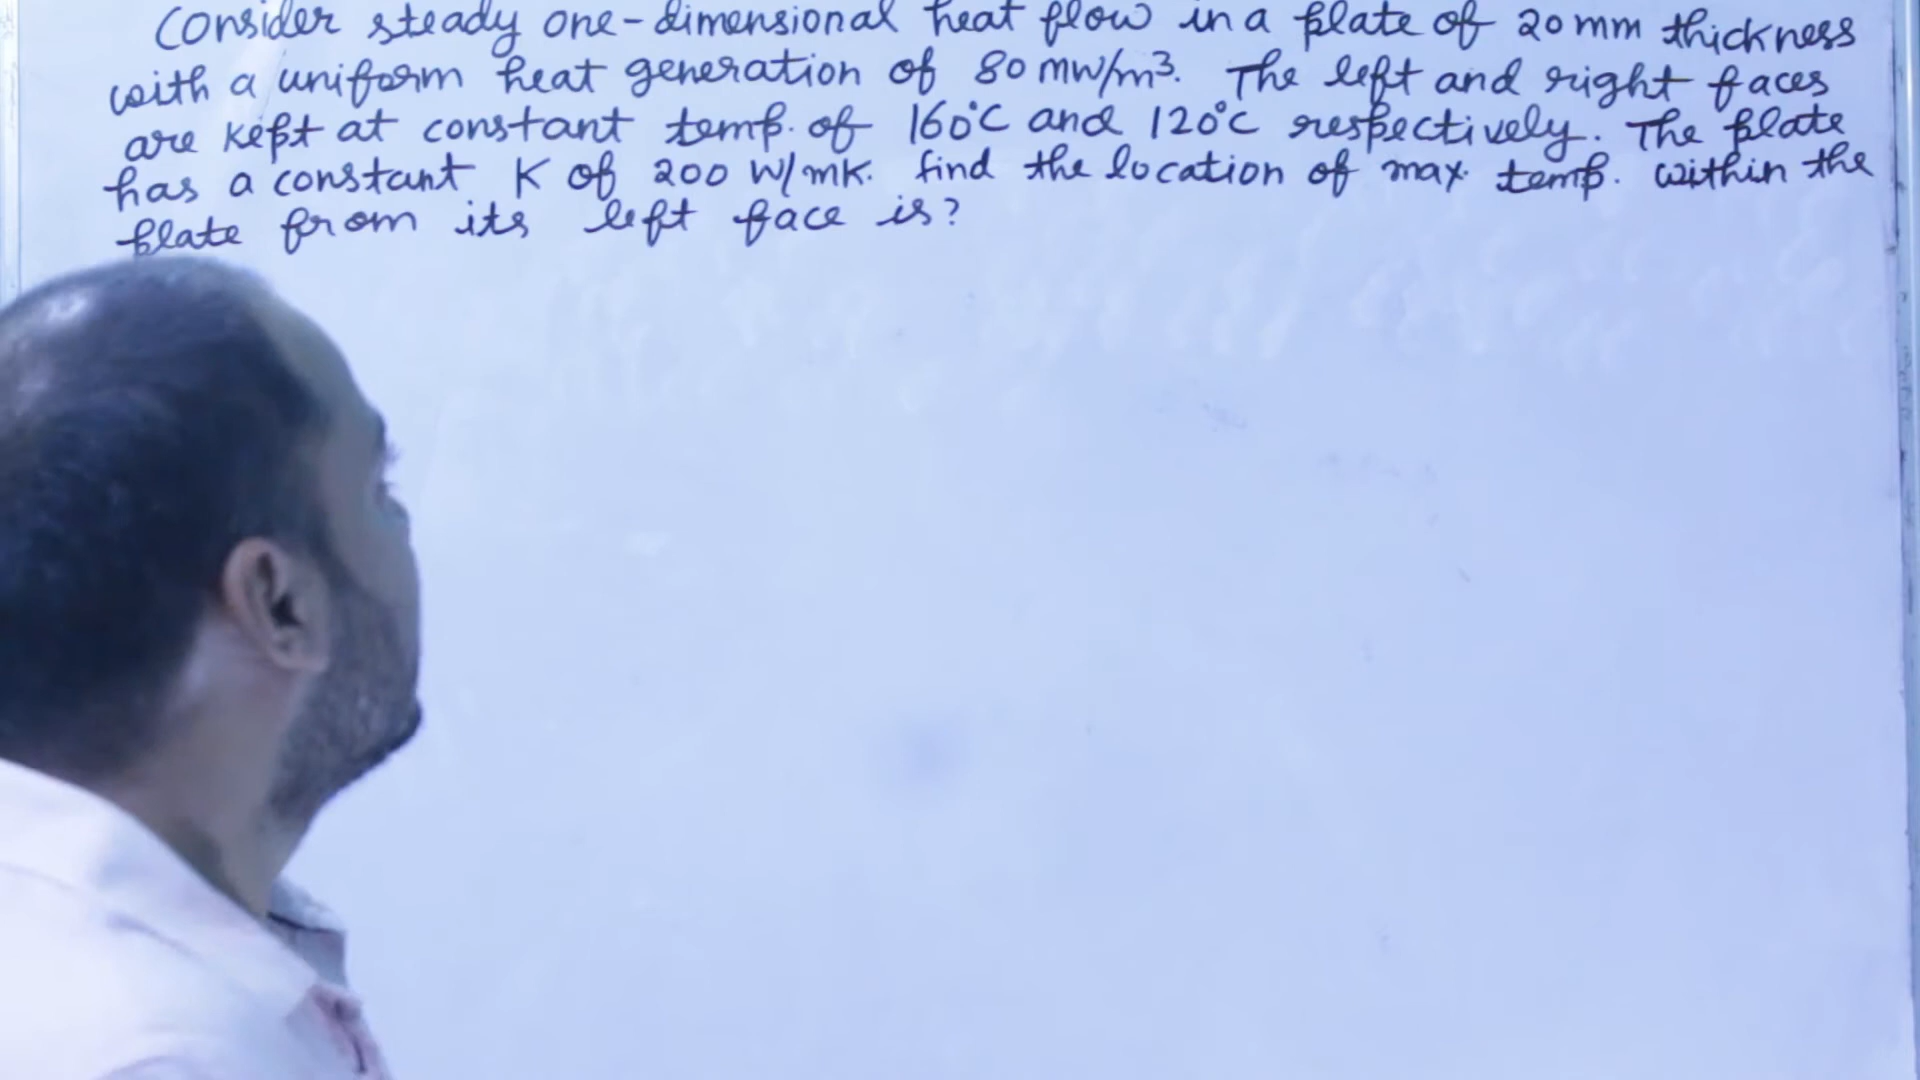 Consider steady one-dimensional heat flow in a plate of 20 mm thickness
with a uniform heat generation of 80 mw/m³. The left and right faces
are kept at constant temp. of 160°C and 120°C respectively. The plate
has a constant K of 200 W/mK. find the location of max. temp. within the
plate from its left face is?